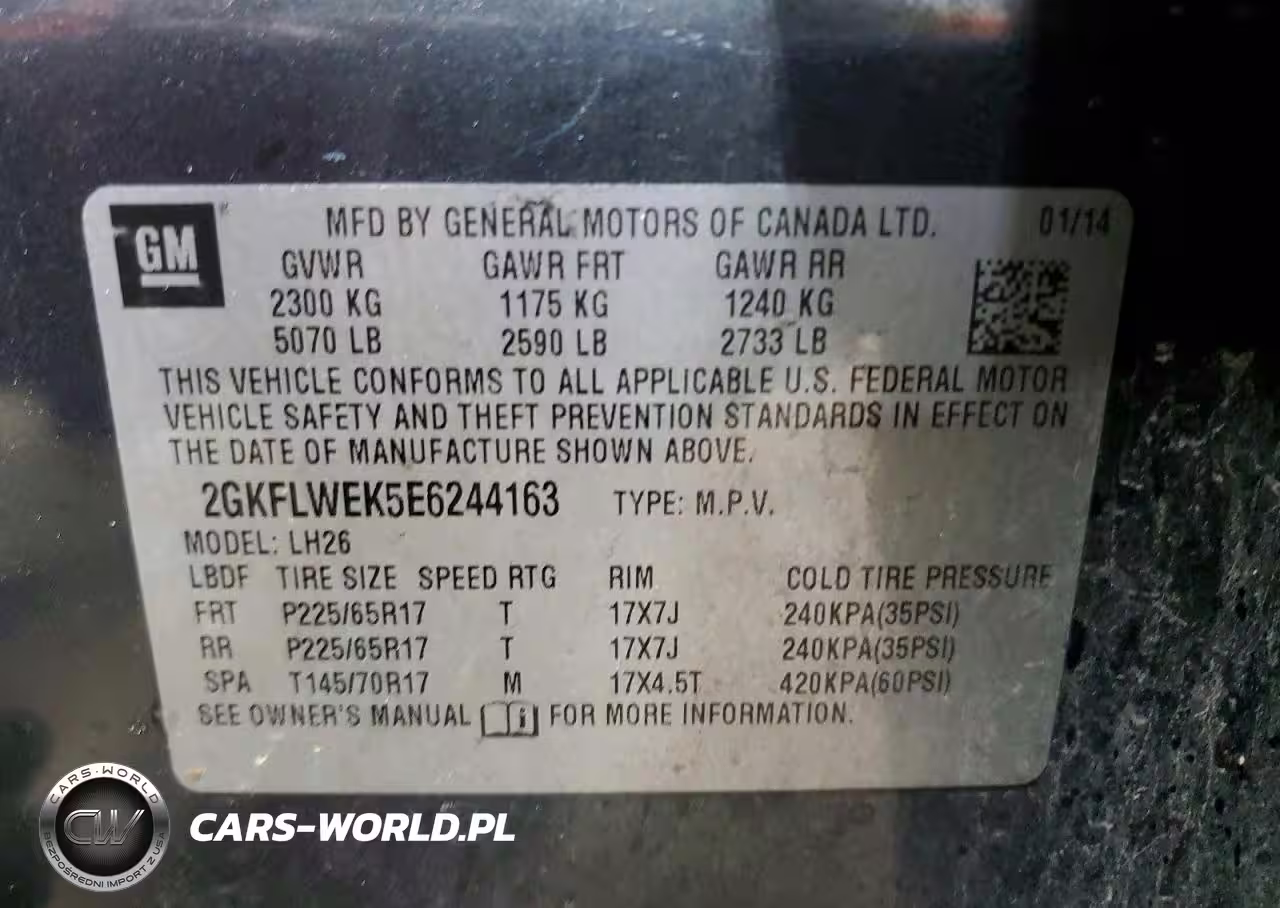 GM
MFD BY GENERAL MOTORS OF CANADA LTD. 01/14
GVWR GAWR FRT GAWR RR
2300 KG 1175 KG 1240 KG
5070 LB 2590 LB 2733 LB
THIS VEHICLE CONFORMS TO ALL APPLICABLE U.S. FEDERAL MOTOR
VEHICLE SAFETY AND THEFT PREVENTION STANDARDS IN EFFECT ON
THE DATE OF MANUFACTURE SHOWN ABOVE.
2GKFLWEK5E6244163 TYPE: M.P.V.
MODEL: LH26
LBDF TIRE SIZE SPEED RTG RIM COLD TIRE PRESSURE
FRT P225/65R17 T 17X7J 240KPA(35PSI)
RR P225/65R17 T 17X7J 240KPA(35PSI)
SPA T145/70R17 M 17X4.5T 420KPA(60PSI)
SEE OWNER'S MANUAL i FOR MORE INFORMATION.
CARS-WORLD
CW
BEZPOŚREDNI IMPORT Z USA
CARS-WORLD.PL